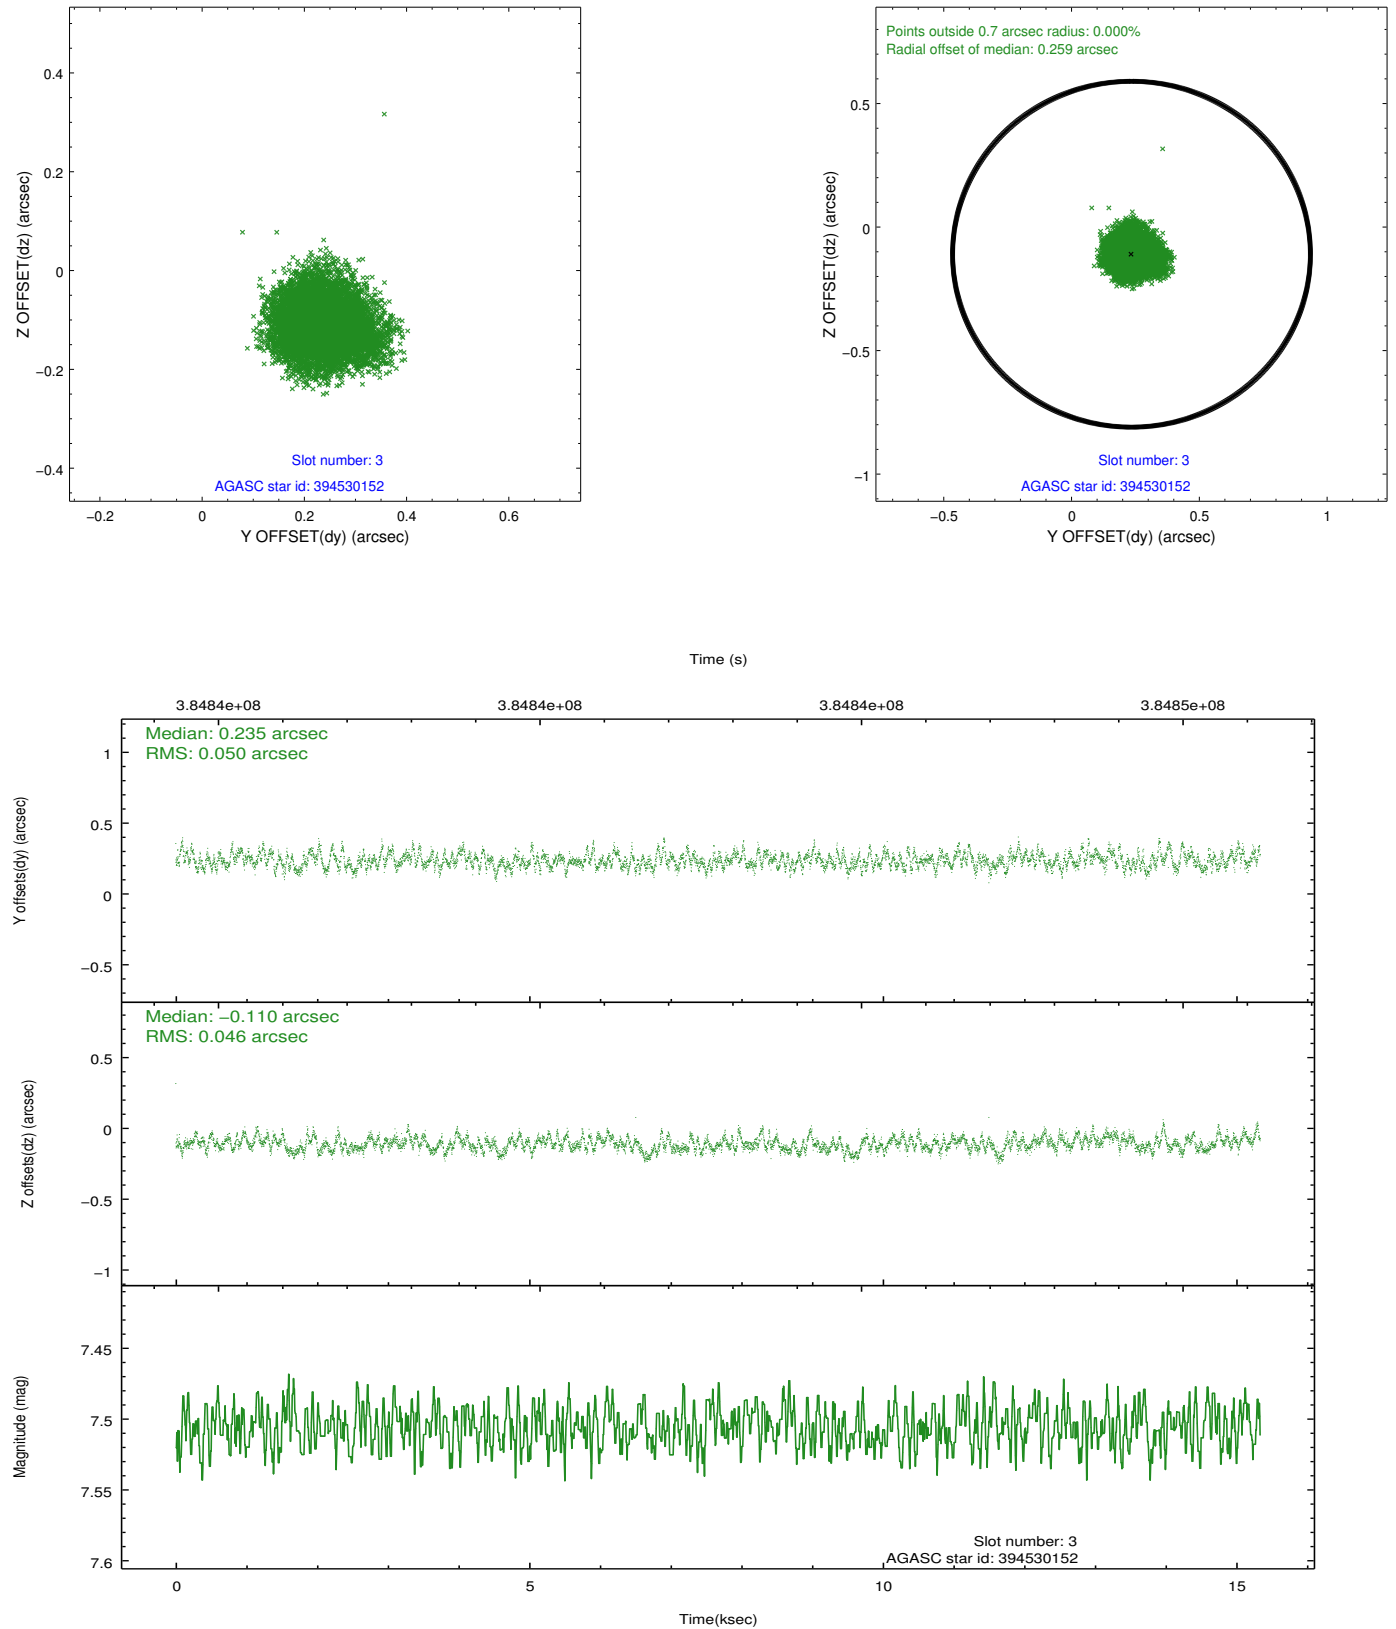 0.4
0.2
0
−0.2
−0.4
Z OFFSET(dz) (arcsec)
Slot number: 3
AGASC star id: 394530152
−0.2 0 0.2 0.4 0.6
Y OFFSET(dy) (arcsec)
Points outside 0.7 arcsec radius: 0.000%
Radial offset of median: 0.259 arcsec
0.5
0
−0.5
−1
Z OFFSET(dz) (arcsec)
Slot number: 3
AGASC star id: 394530152
−0.5 0 0.5 1
Y OFFSET(dy) (arcsec)
Time (s)
3.8484e+08 3.8484e+08 3.8484e+08 3.8485e+08
Median: 0.235 arcsec
RMS: 0.050 arcsec
1
0.5
0
−0.5
Y offsets(dy) (arcsec)
Median: −0.110 arcsec
RMS: 0.046 arcsec
0.5
0
−0.5
−1
Z offsets(dz) (arcsec)
7.45
7.5
7.55
7.6
Magnitude (mag)
Slot number: 3
AGASC star id: 394530152
0 5 10 15
Time(ksec)